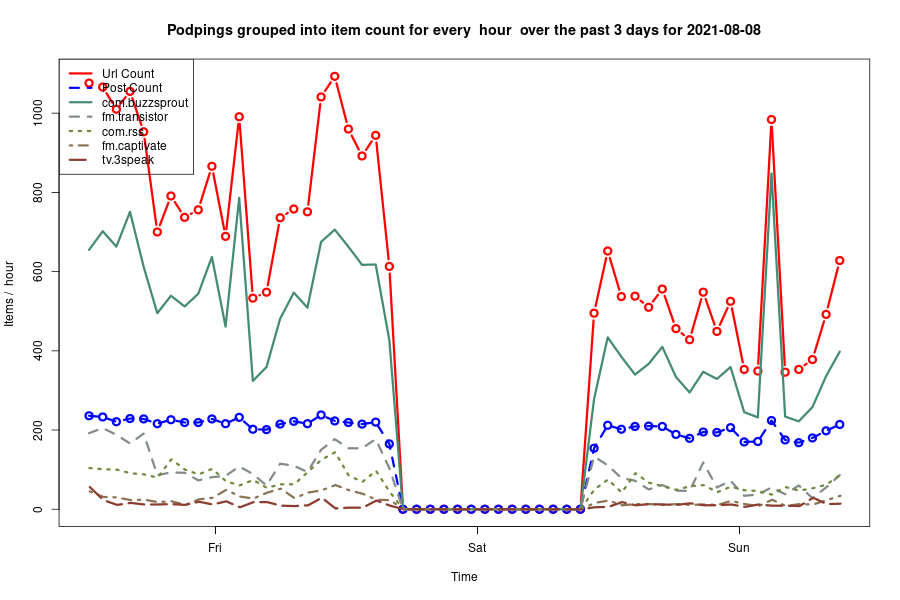 Podpings grouped into item count for every  hour  over the past 3 days for 2021-08-08
Url Count
Post Count
com.buzzsprout
fm.transistor
com.rss
fm.captivate
tv.3speak
Items /  hour
1000
800
600
400
200
0
Fri
Sat
Sun
Time